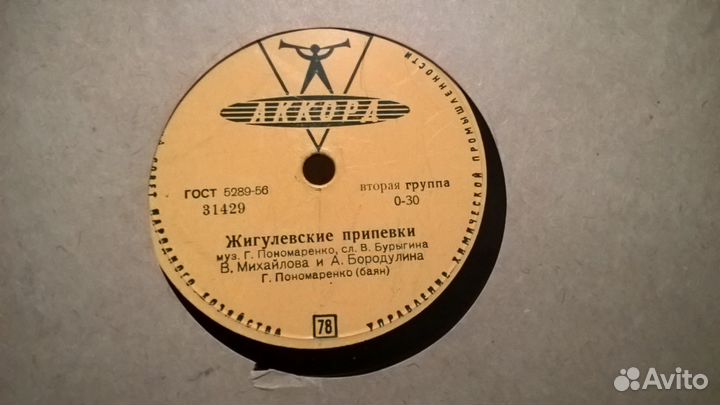 АККОРД
ГОСТ 5289-56
31429
вторая группа
0-30
Жигулевские припевки
муз. Г. Пономаренко, сл. В. Бурыгина
В. Михайлова и А. Бородулина
Г. Пономаренко (баян)
78
СОВЕТ НАРОДНОГО ХОЗЯЙСТВА
УПРАВЛЕНИЕ ХИМИЧЕСКОЙ ПРОМЫШЛЕННОСТИ
Avito